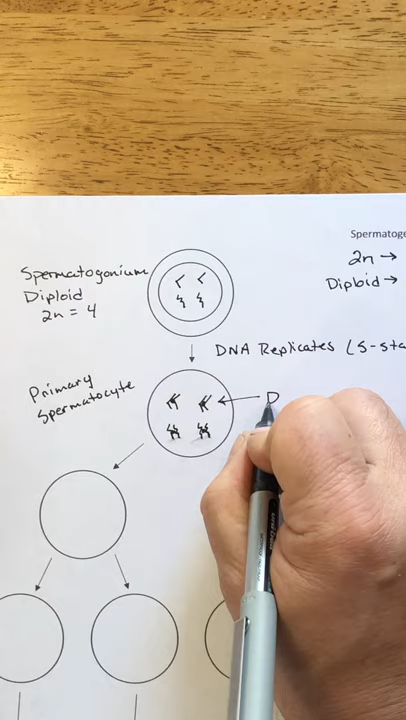 Spermatoge
2n →
Diploid →
Spermatogonium
Diploid
2n = 4
DNA Replicates (S-sta
Primary
Spermatocyte
D